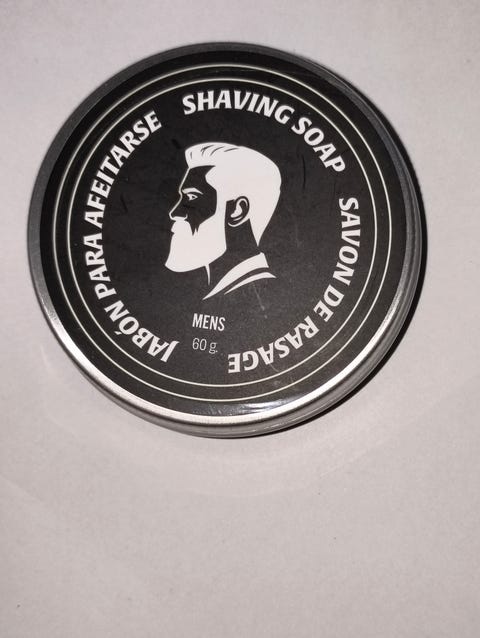 JABÓN PARA AFEITARSE
SHAVING SOAP
SAVON DE RASAGE
MENS
60 g.